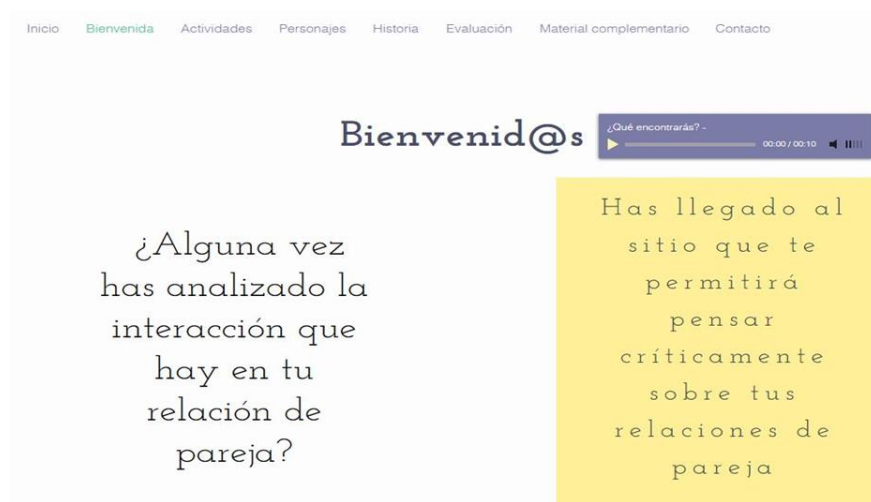 Inicio Bienvenida Actividades Personajes Historia Evaluación Material complementario Contacto
Bienvenid@s
¿Qué encontrarás? -
00:00 / 00:10
¿Alguna vez
has analizado la
interacción que
hay en tu
relación de
pareja?
Has llegado al
sitio que te
permitirá
pensar
críticamente
sobre tus
relaciones de
pareja